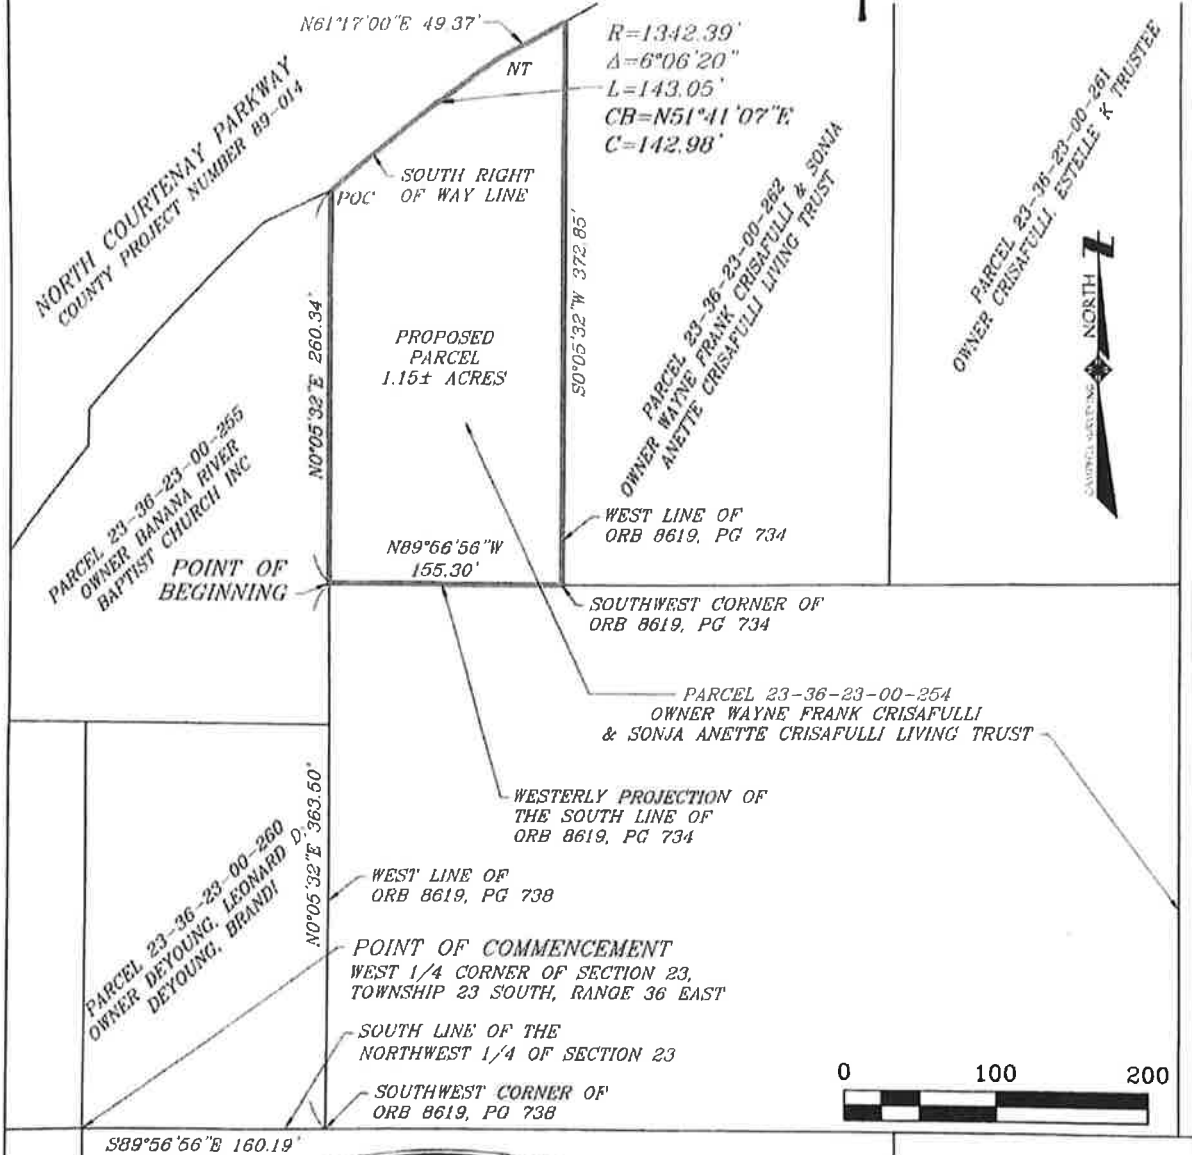 N61°17'00"E 49.37'
NT
R=1342.39'
Δ=6°06'20"
L=143.05'
CB=N51°41'07"E
C=142.98'
NORTH COURTENAY PARKWAY
COUNTY PROJECT NUMBER 89-014
SOUTH RIGHT
OF WAY LINE
POC
N0°05'32"E 260.34'
PROPOSED
PARCEL
1.15± ACRES
S0°05'32"W 372.85'
PARCEL 23-36-23-00-262
OWNER WAYNE FRANK CRISAFULLI & SONJA
ANETTE CRISAFULLI LIVING TRUST
PARCEL 23-36-23-00-261
OWNER CRISAFULLI, ESTELLE K TRUSTEE
NORTH
PARCEL 23-36-23-00-255
OWNER BANANA RIVER
BAPTIST CHURCH INC
POINT OF
BEGINNING
N89°56'56"W
155.30'
WEST LINE OF
ORB 8619, PG 734
SOUTHWEST CORNER OF
ORB 8619, PG 734
PARCEL 23-36-23-00-254
OWNER WAYNE FRANK CRISAFULLI
& SONJA ANETTE CRISAFULLI LIVING TRUST
WESTERLY PROJECTION OF
THE SOUTH LINE OF
ORB 8619, PG 734
PARCEL 23-36-23-00-260
OWNER DEYOUNG, LEONARD D;
DEYOUNG, BRANDI
N0°05'32"E 363.50'
WEST LINE OF
ORB 8619, PG 738
POINT OF COMMENCEMENT
WEST 1/4 CORNER OF SECTION 23,
TOWNSHIP 23 SOUTH, RANGE 36 EAST
SOUTH LINE OF THE
NORTHWEST 1/4 OF SECTION 23
SOUTHWEST CORNER OF
ORB 8619, PG 738
S89°56'56"E 160.19'
0 100 200